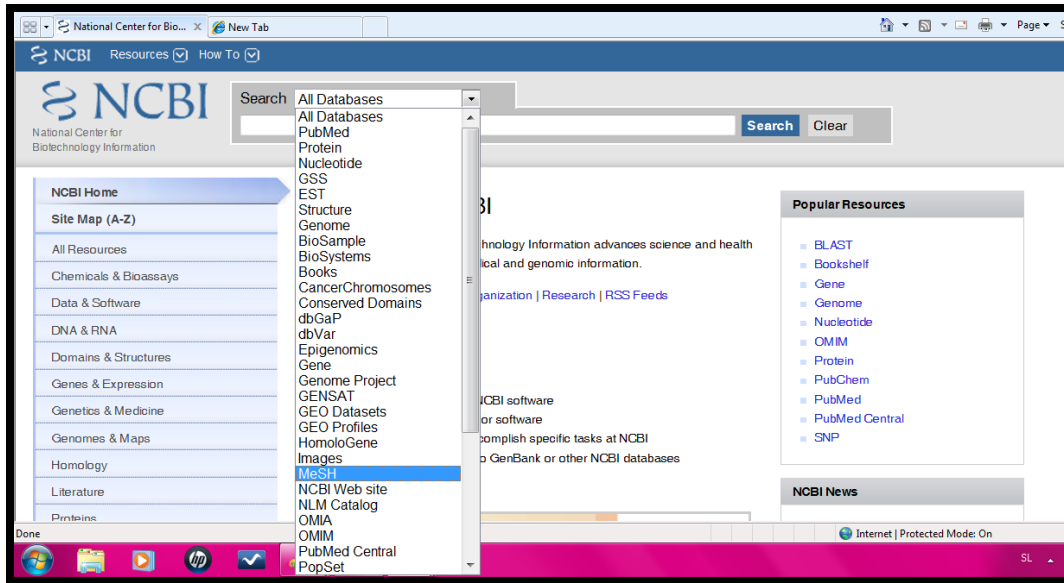 National Center for Bio... X New Tab Page
NCBI Resources How To
NCBI
National Center for
Biotechnology Information
Search All Databases
Search Clear
All Databases
PubMed
Protein
Nucleotide
GSS
EST
Structure
Genome
BioSample
BioSystems
Books
CancerChromosomes
Conserved Domains
dbGaP
dbVar
Epigenomics
Gene
Genome Project
GENSAT
GEO Datasets
GEO Profiles
HomoloGene
Images
MeSH
NCBI Web site
NLM Catalog
OMIA
OMIM
PubMed Central
PopSet
NCBI Home
Site Map (A-Z)
All Resources
Chemicals & Bioassays
Data & Software
DNA & RNA
Domains & Structures
Genes & Expression
Genetics & Medicine
Genomes & Maps
Homology
Literature
Proteins
hnology Information advances science and health
ical and genomic information.
ganization | Research | RSS Feeds
NCBI software
or software
complish specific tasks at NCBI
o GenBank or other NCBI databases
Popular Resources
BLAST
Bookshelf
Gene
Genome
Nucleotide
OMIM
Protein
PubChem
PubMed
PubMed Central
SNP
NCBI News
Done
Internet | Protected Mode: On
hp
SL